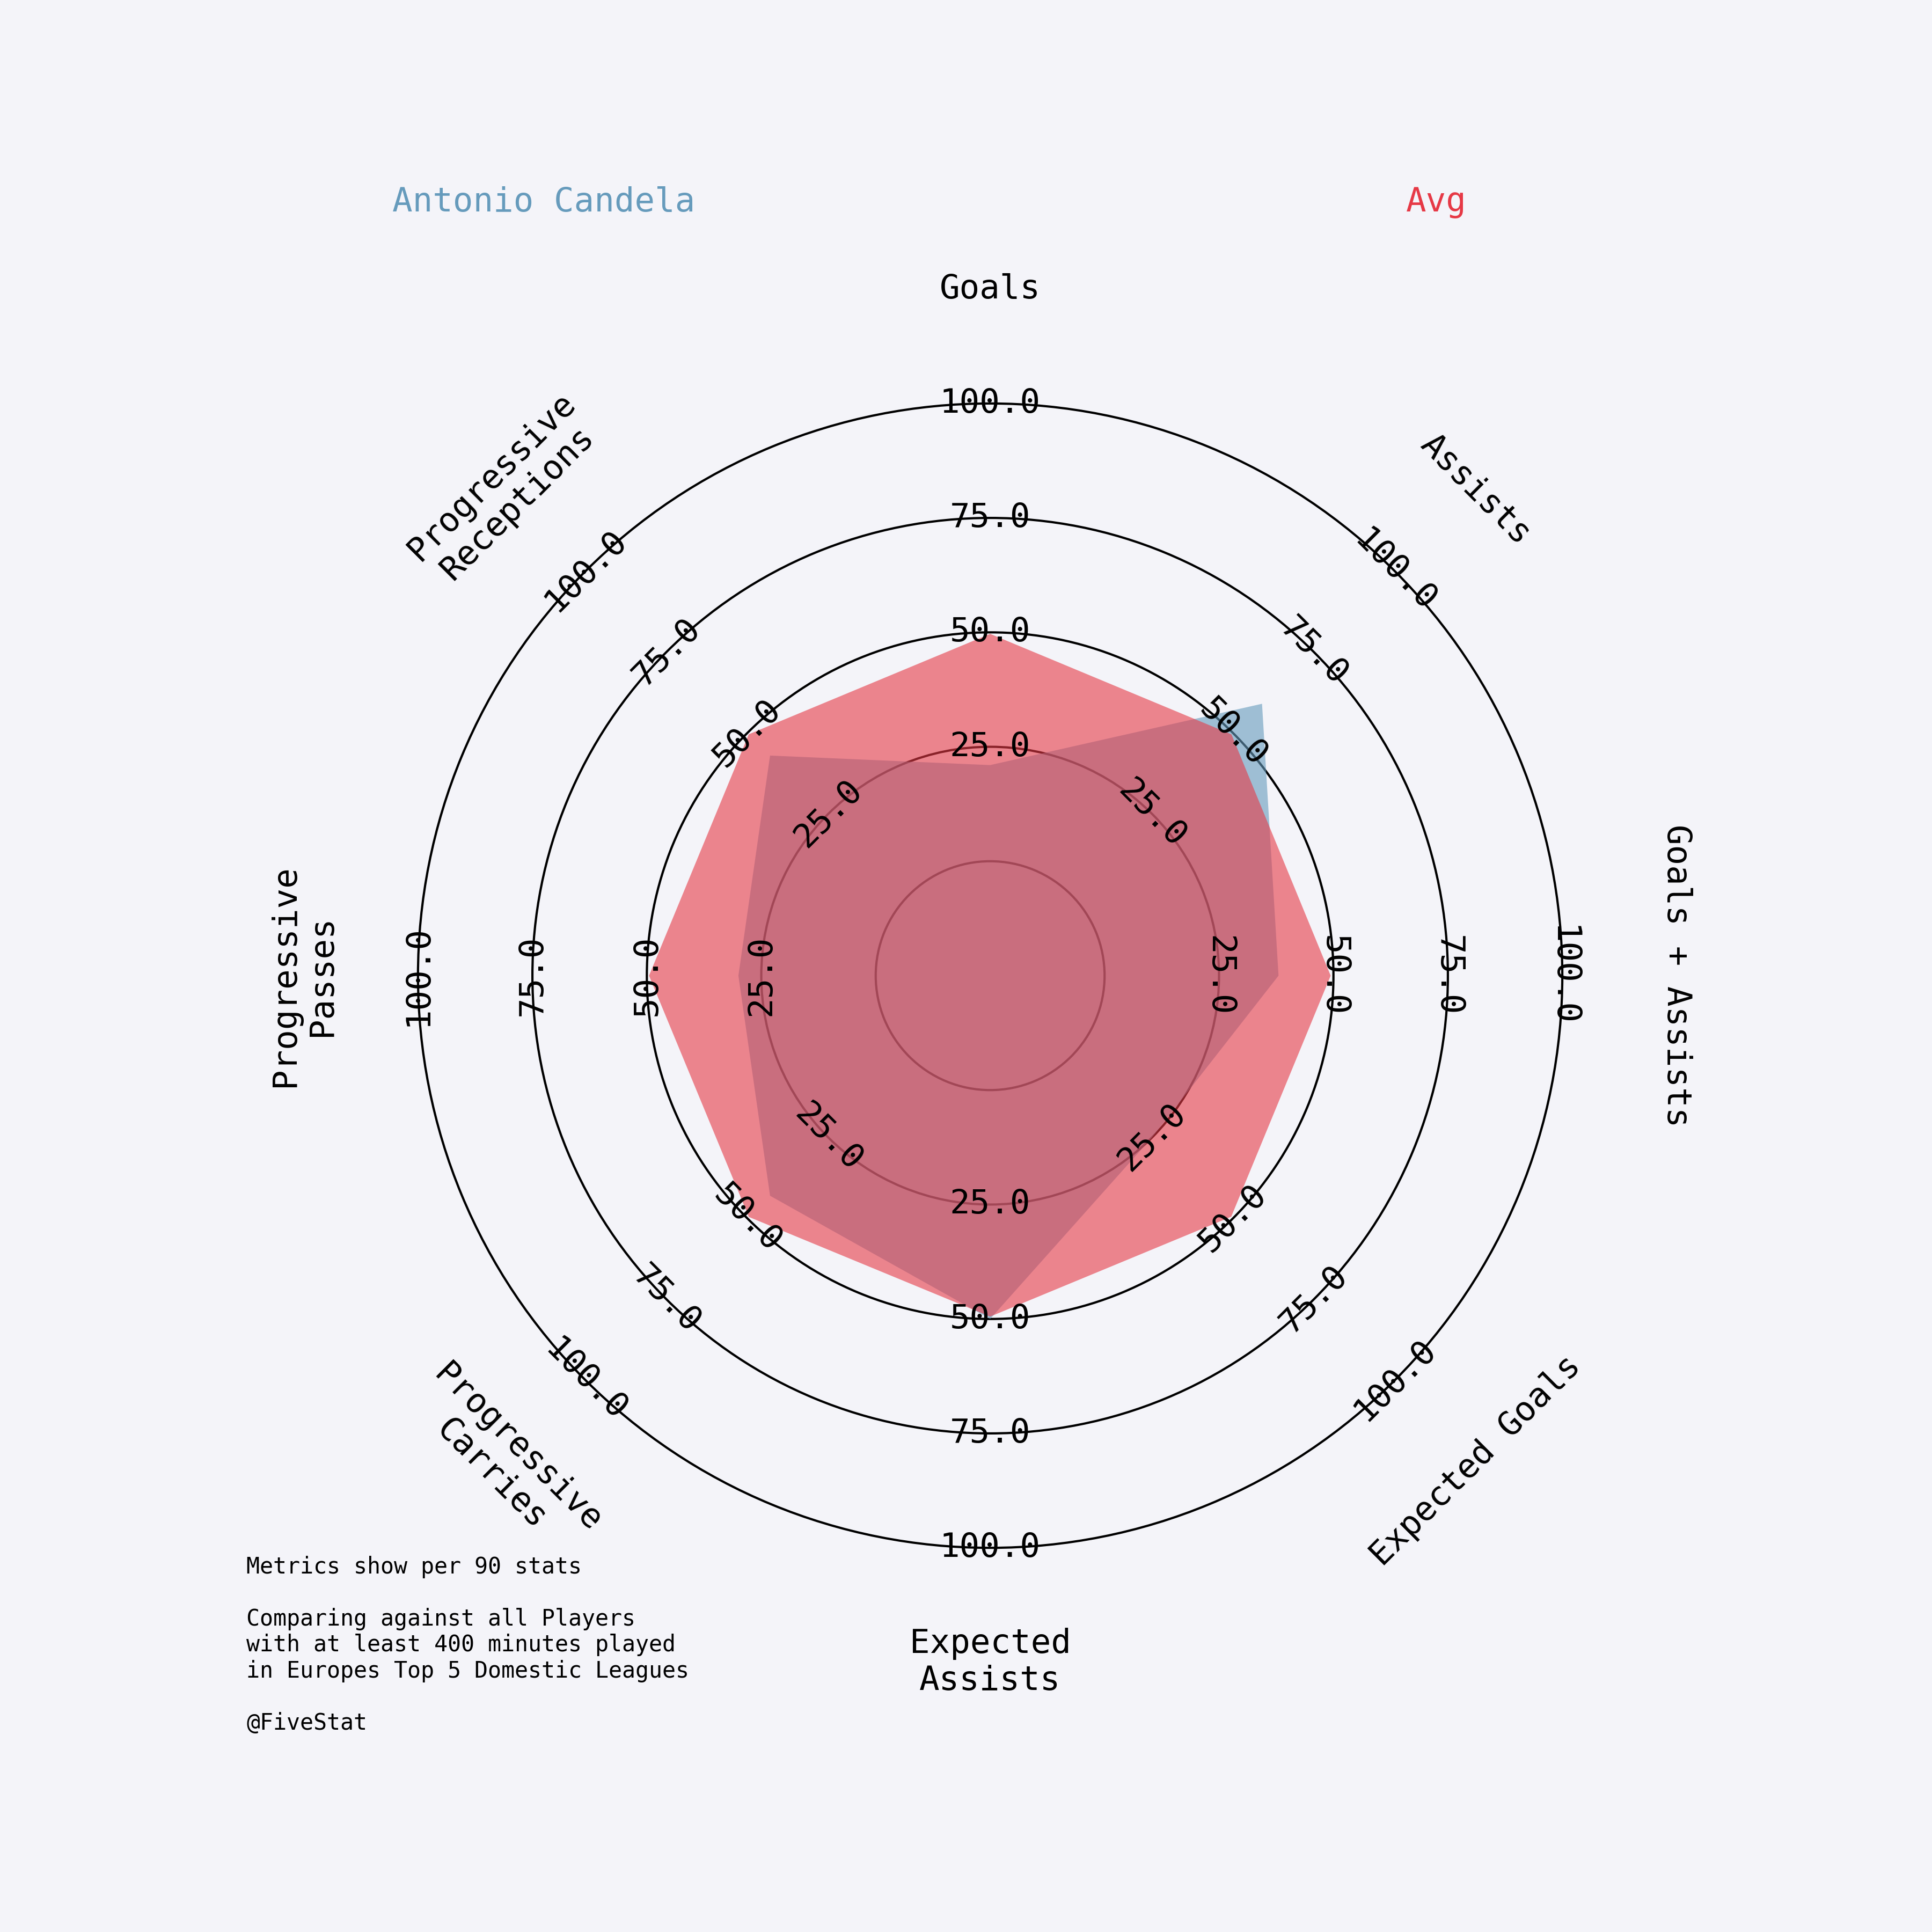 Antonio Candela
Avg
Goals
Assists
Goals + Assists
Expected Goals
Expected
Assists
Progressive
Carries
Progressive
Passes
Progressive
Receptions
25.0
50.0
75.0
100.0
25.0
50.0
75.0
100.0
25.0
50.0
75.0
100.0
25.0
50.0
75.0
100.0
25.0
50.0
75.0
100.0
25.0
50.0
75.0
100.0
25.0
50.0
75.0
100.0
25.0
50.0
75.0
100.0
Metrics show per 90 stats
Comparing against all Players
with at least 400 minutes played
in Europes Top 5 Domestic Leagues
@FiveStat